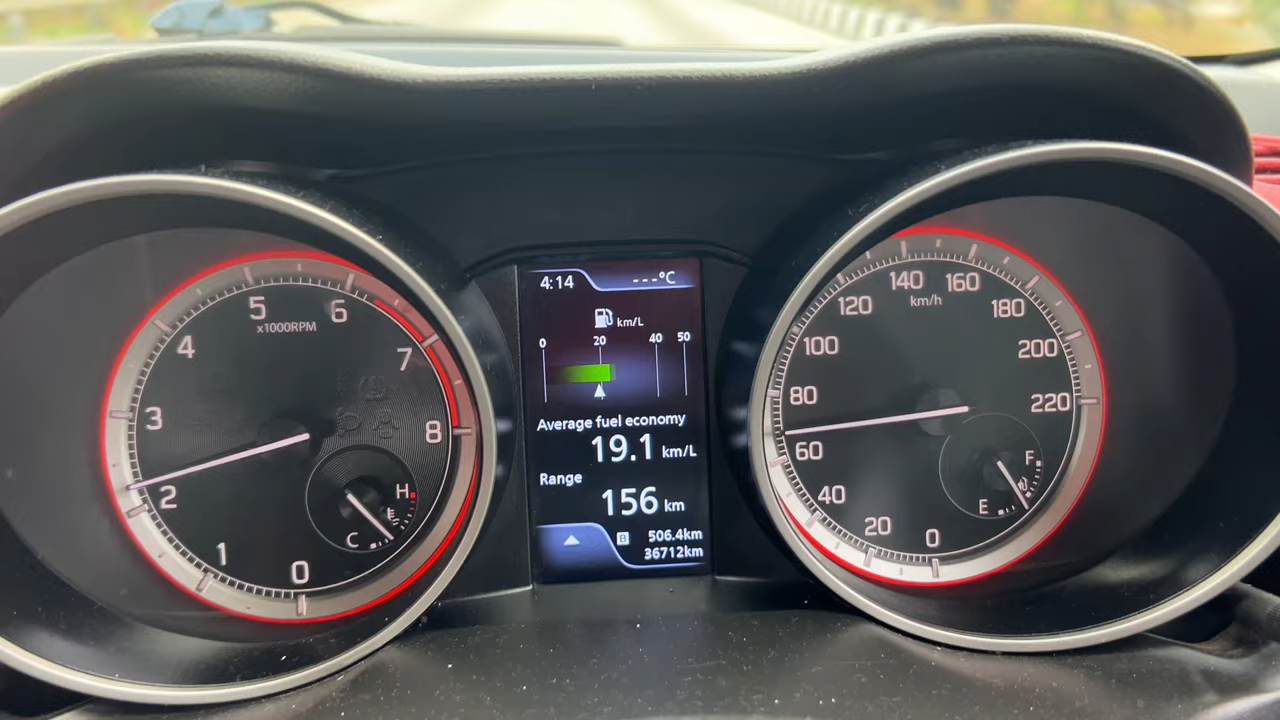 5
6
x1000RPM
4
7
3
8
2
1
0
H
C
4:14
---°C
km/L
0 20 40 50
Average fuel economy
19.1 km/L
Range
156 km
B 506.4km
36712km
140
160
120
km/h
180
100
200
80
220
60
40
20
0
F
E